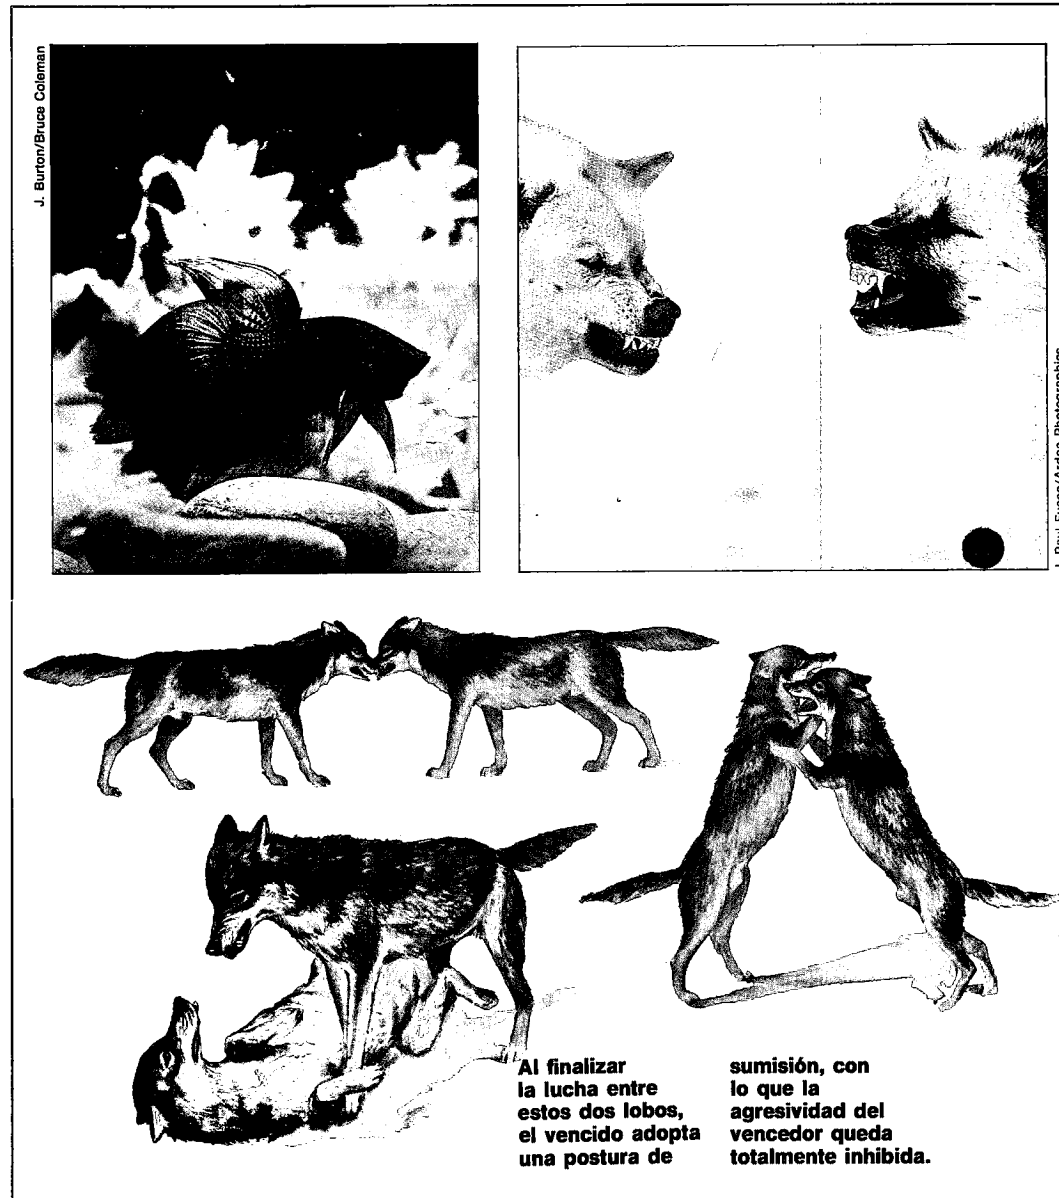 J. Burton/Bruce Coleman
Al finalizar
la lucha entre
estos dos lobos,
el vencido adopta
una postura de
sumisión, con
lo que la
agresividad del
vencedor queda
totalmente inhibida.